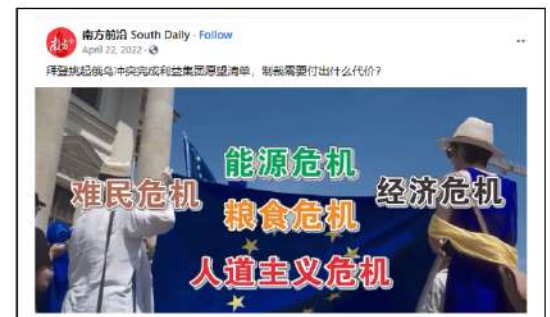 南方前沿 South Daily · Follow
April 22, 2022 ·
拜登挑起俄乌冲突完成利益集团愿望清单，制裁需要付出什么代价？
能源危机
难民危机
经济危机
粮食危机
人道主义危机